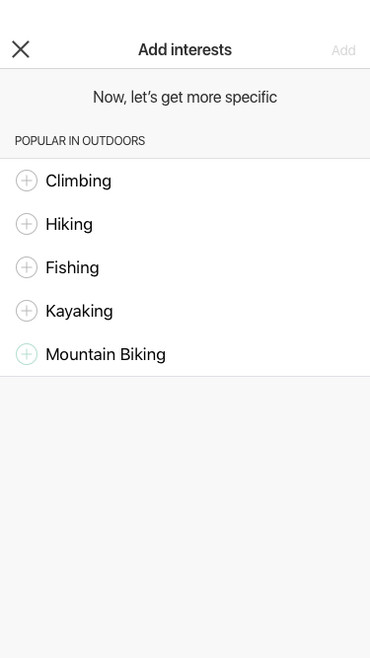 Add interests
Add
Now, let's get more specific
POPULAR IN OUTDOORS
Climbing
Hiking
Fishing
Kayaking
Mountain Biking